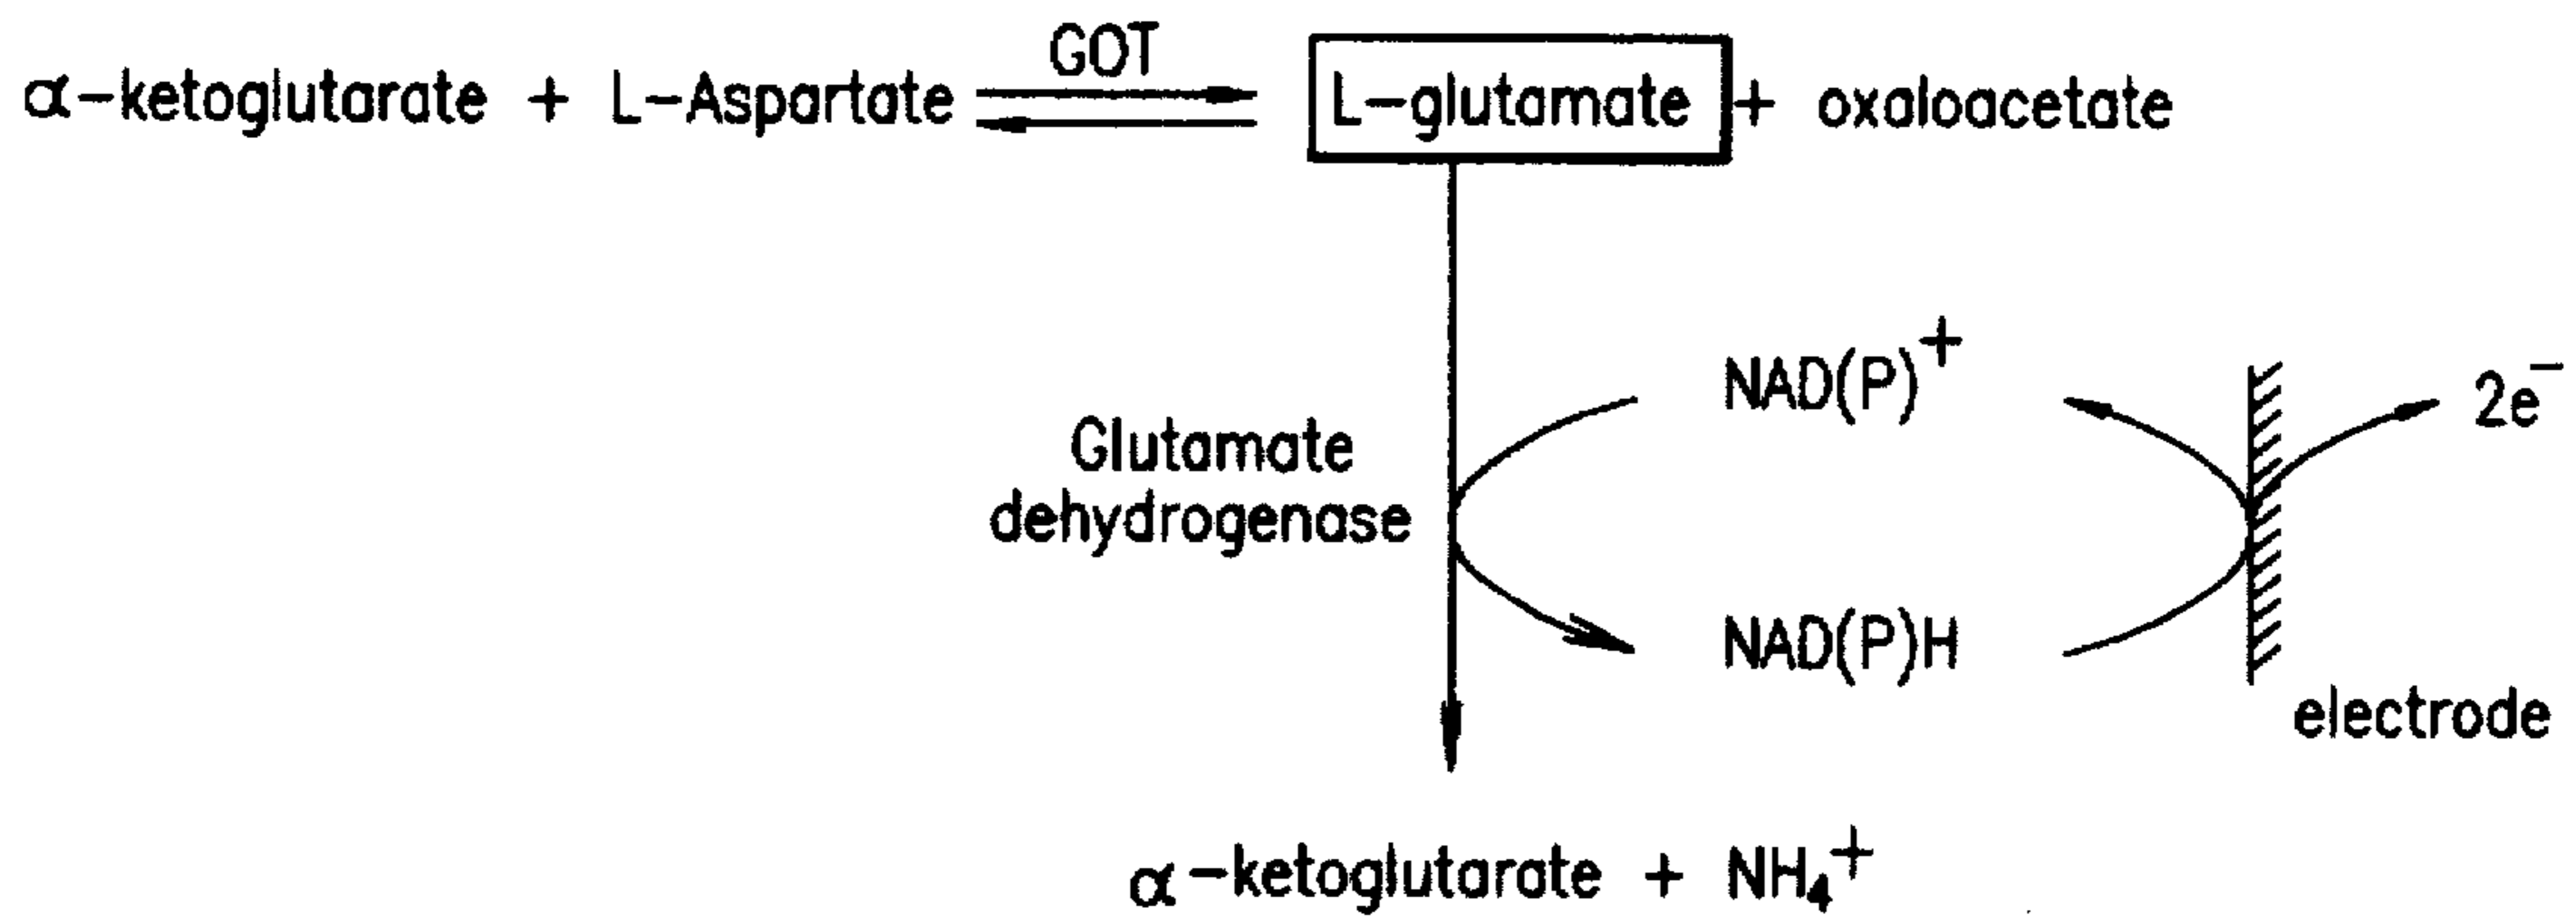 GOT
α-ketoglutarate + L-Aspartate L-glutamate + oxaloacetate
NAD(P)⁺
2e⁻
Glutamate
dehydrogenase
NAD(P)H
electrode
α-ketoglutarate + NH₄⁺